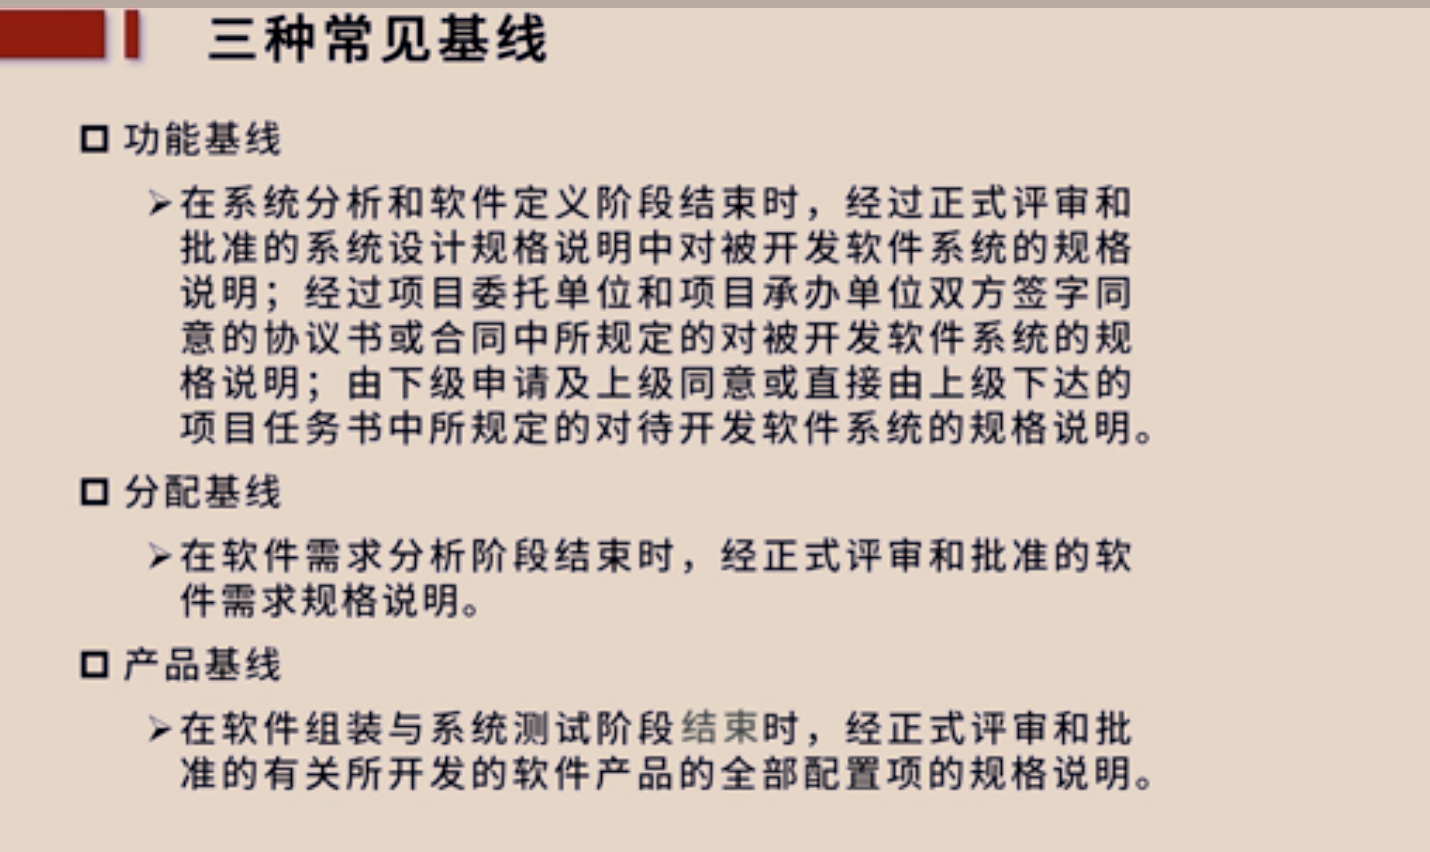 三种常见基线
功能基线
在系统分析和软件定义阶段结束时，经过正式评审和
批准的系统设计规格说明中对被开发软件系统的规格
说明；经过项目委托单位和项目承办单位双方签字同
意的协议书或合同中所规定的对被开发软件系统的规
格说明；由下级申请及上级同意或直接由上级下达的
项目任务书中所规定的对待开发软件系统的规格说明。
分配基线
在软件需求分析阶段结束时，经正式评审和批准的软
件需求规格说明。
产品基线
在软件组装与系统测试阶段结束时，经正式评审和批
准的有关所开发的软件产品的全部配置项的规格说明。